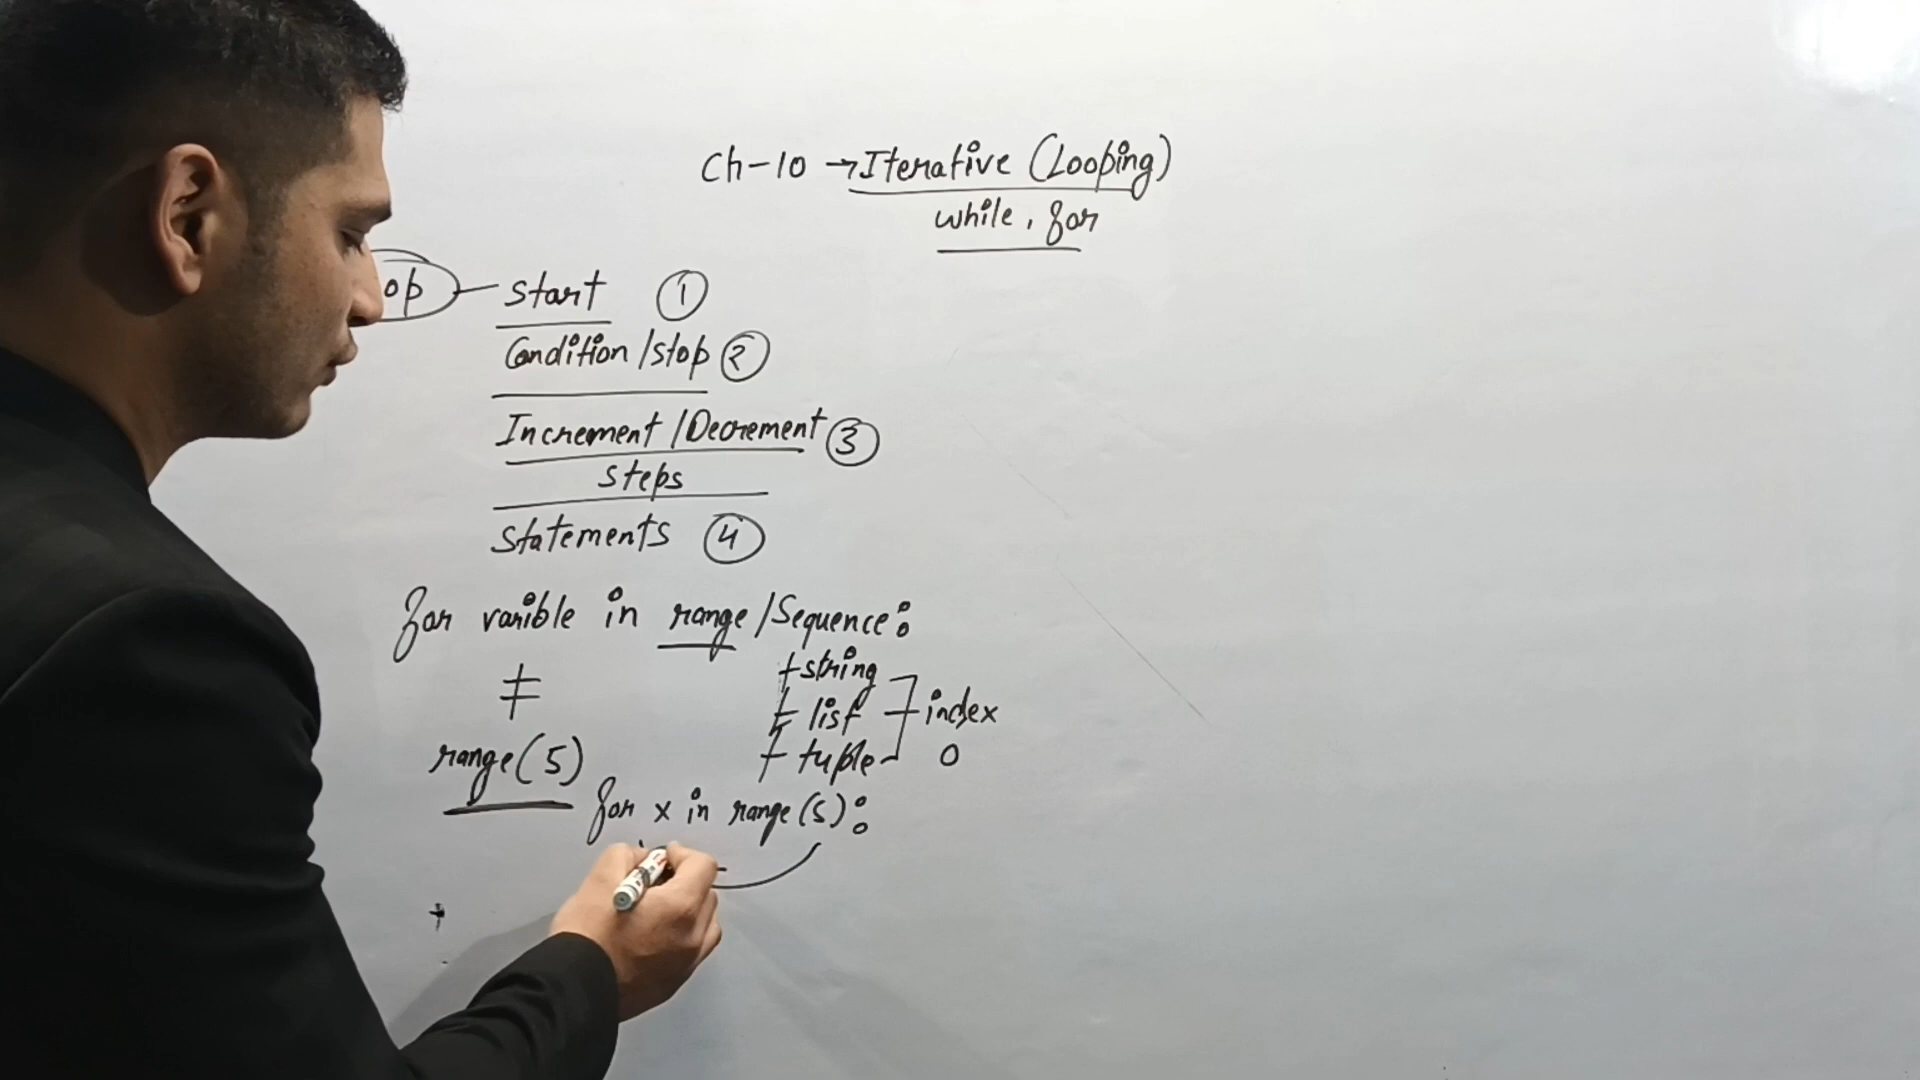 Ch-10 → Iterative (Looping)
while, for
op — Start ①
Condition/Stop ②
Increment/Decrement ③
Steps
Statements ④
for varible in range/Sequence:
string
list
tuple
index
0
range(5)
for x in range(5):